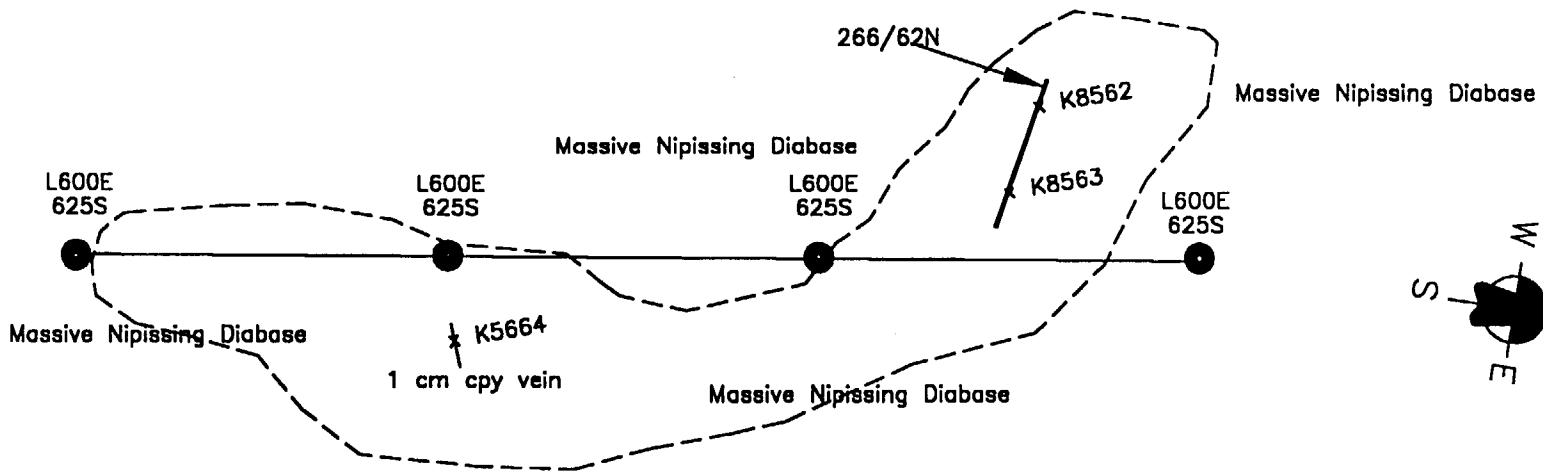 266/62N
K8562
Massive Nipissing Diabase
Massive Nipissing Diabase
K8563
L600E
625S
L600E
625S
L600E
625S
L600E
625S
W
S
E
K5664
Massive Nipissing Diabase
1 cm cpy vein
Massive Nipissing Diabase